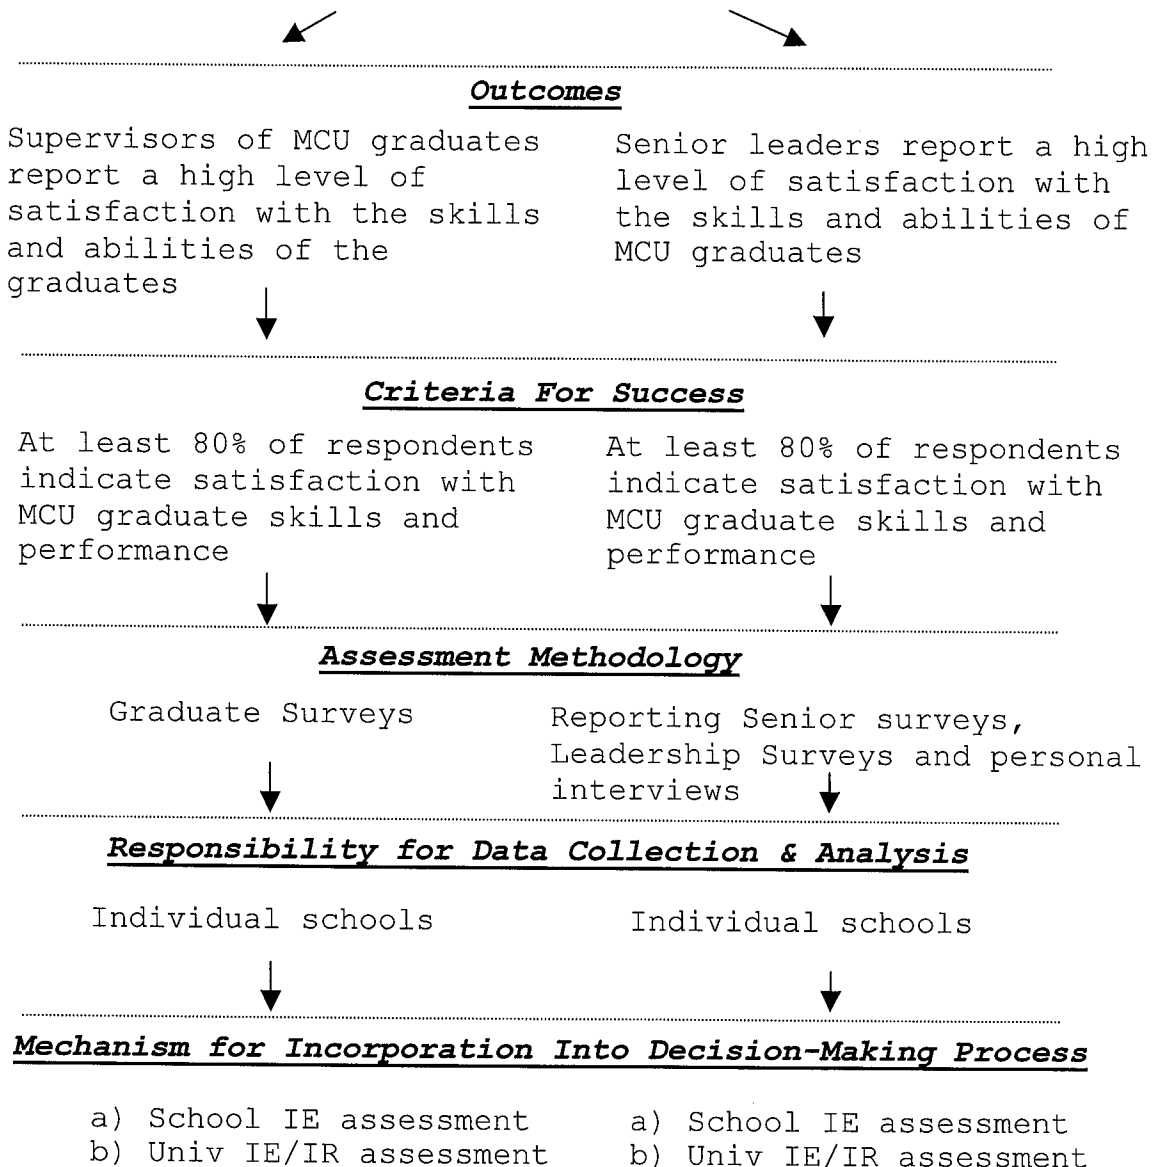 Outcomes
Supervisors of MCU graduates
report a high level of
satisfaction with the skills
and abilities of the
graduates
Senior leaders report a high
level of satisfaction with
the skills and abilities of
MCU graduates
Criteria For Success
At least 80% of respondents
indicate satisfaction with
MCU graduate skills and
performance
At least 80% of respondents
indicate satisfaction with
MCU graduate skills and
performance
Assessment Methodology
Graduate Surveys
Reporting Senior surveys,
Leadership Surveys and personal
interviews
Responsibility for Data Collection & Analysis
Individual schools
Individual schools
Mechanism for Incorporation Into Decision-Making Process
a) School IE assessment
b) Univ IE/IR assessment
a) School IE assessment
b) Univ IE/IR assessment